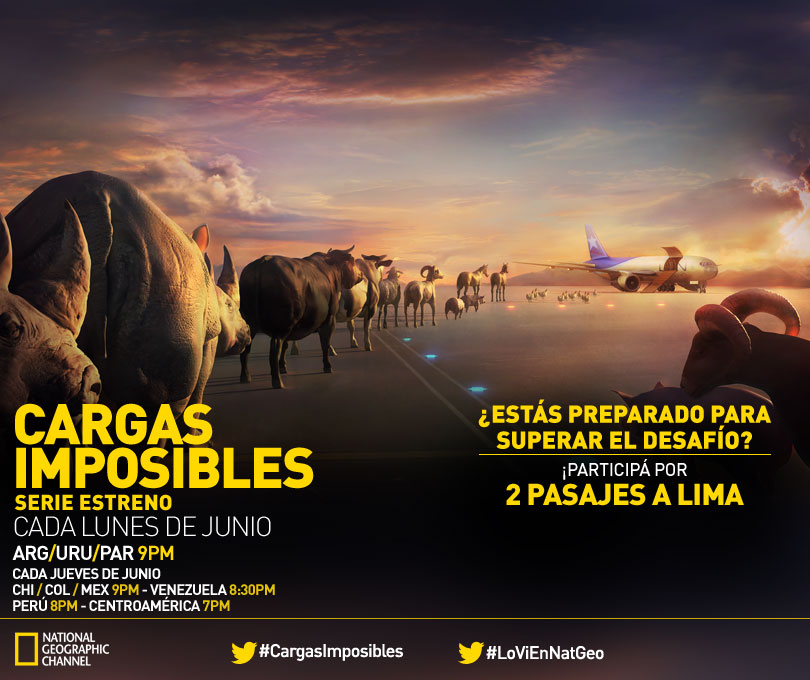 CARGAS
IMPOSIBLES
SERIE ESTRENO
CADA LUNES DE JUNIO
ARG/URU/PAR 9PM
CADA JUEVES DE JUNIO
CHI / COL / MEX 9PM - VENEZUELA 8:30PM
PERÚ 8PM - CENTROAMÉRICA 7PM
¿ESTÁS PREPARADO PARA
SUPERAR EL DESAFÍO?
¡PARTICIPÁ POR
2 PASAJES A LIMA
NATIONAL
GEOGRAPHIC
CHANNEL
#CargasImposibles
#LoViEnNatGeo